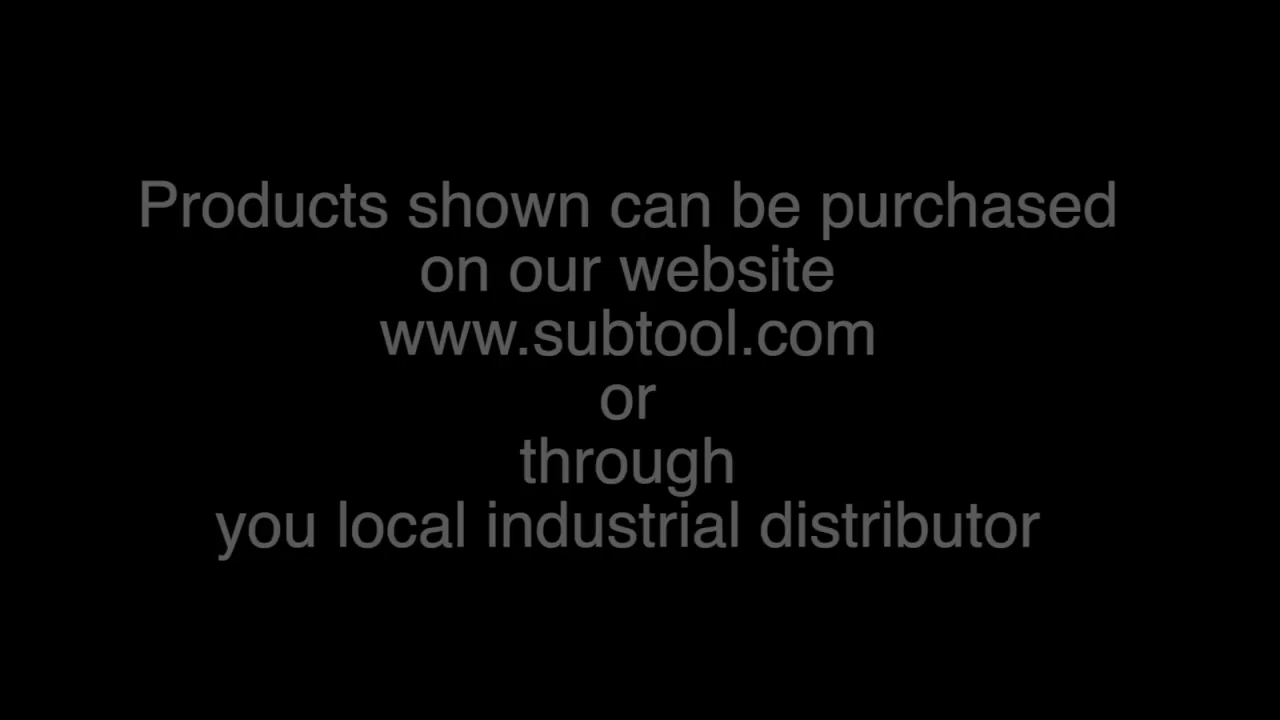 Products shown can be purchased
on our website
www.subtool.com
or
through
you local industrial distributor